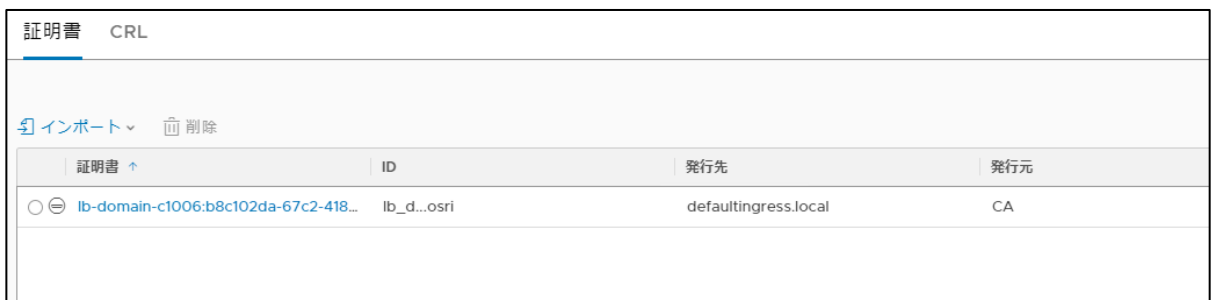 証明書 CRL
インポート 削除
証明書 ID 発行先 発行元
lb-domain-c1006:b8c102da-67c2-418... lb_d...osri defaultingress.local CA